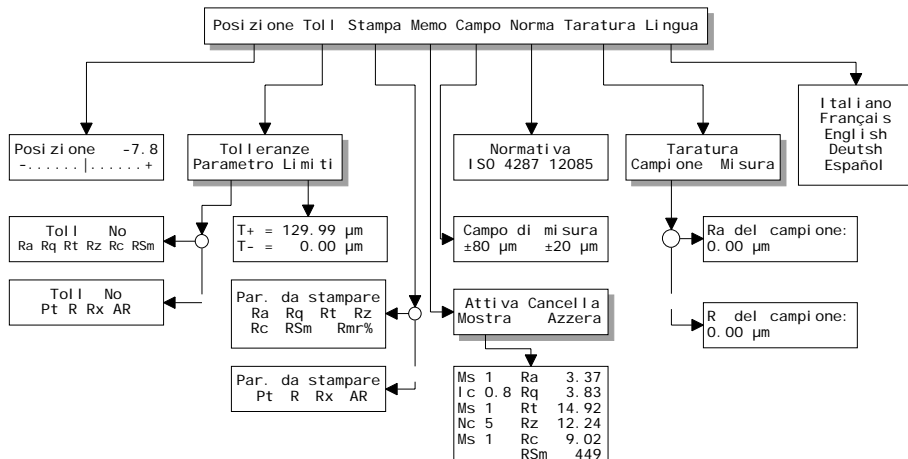 Posizione Toll Stampa Memo Campo Norma Taratura Lingua
Italiano
Français
English
Deutsh
Español
Posizione -7.8
-......|......+
Tolleranze
Parametro Limiti
Normativa
ISO 4287 12085
Taratura
Campione Misura
Toll No
Ra Rq Rt Rz Rc RSm
T+ = 129.99 µm
T- = 0.00 µm
Campo di misura
±80 µm ±20 µm
Ra del campione:
0.00 µm
Toll No
Pt R Rx AR
Par. da stampare
Ra Rq Rt Rz
Rc RSm Rmr%
Attiva Cancella
Mostra Azzera
R del campione:
0.00 µm
Par. da stampare
Pt R Rx AR
Ms 1 Ra 3.37
lc 0.8 Rq 3.83
Ms 1 Rt 14.92
Nc 5 Rz 12.24
Ms 1 Rc 9.02
RSm 449